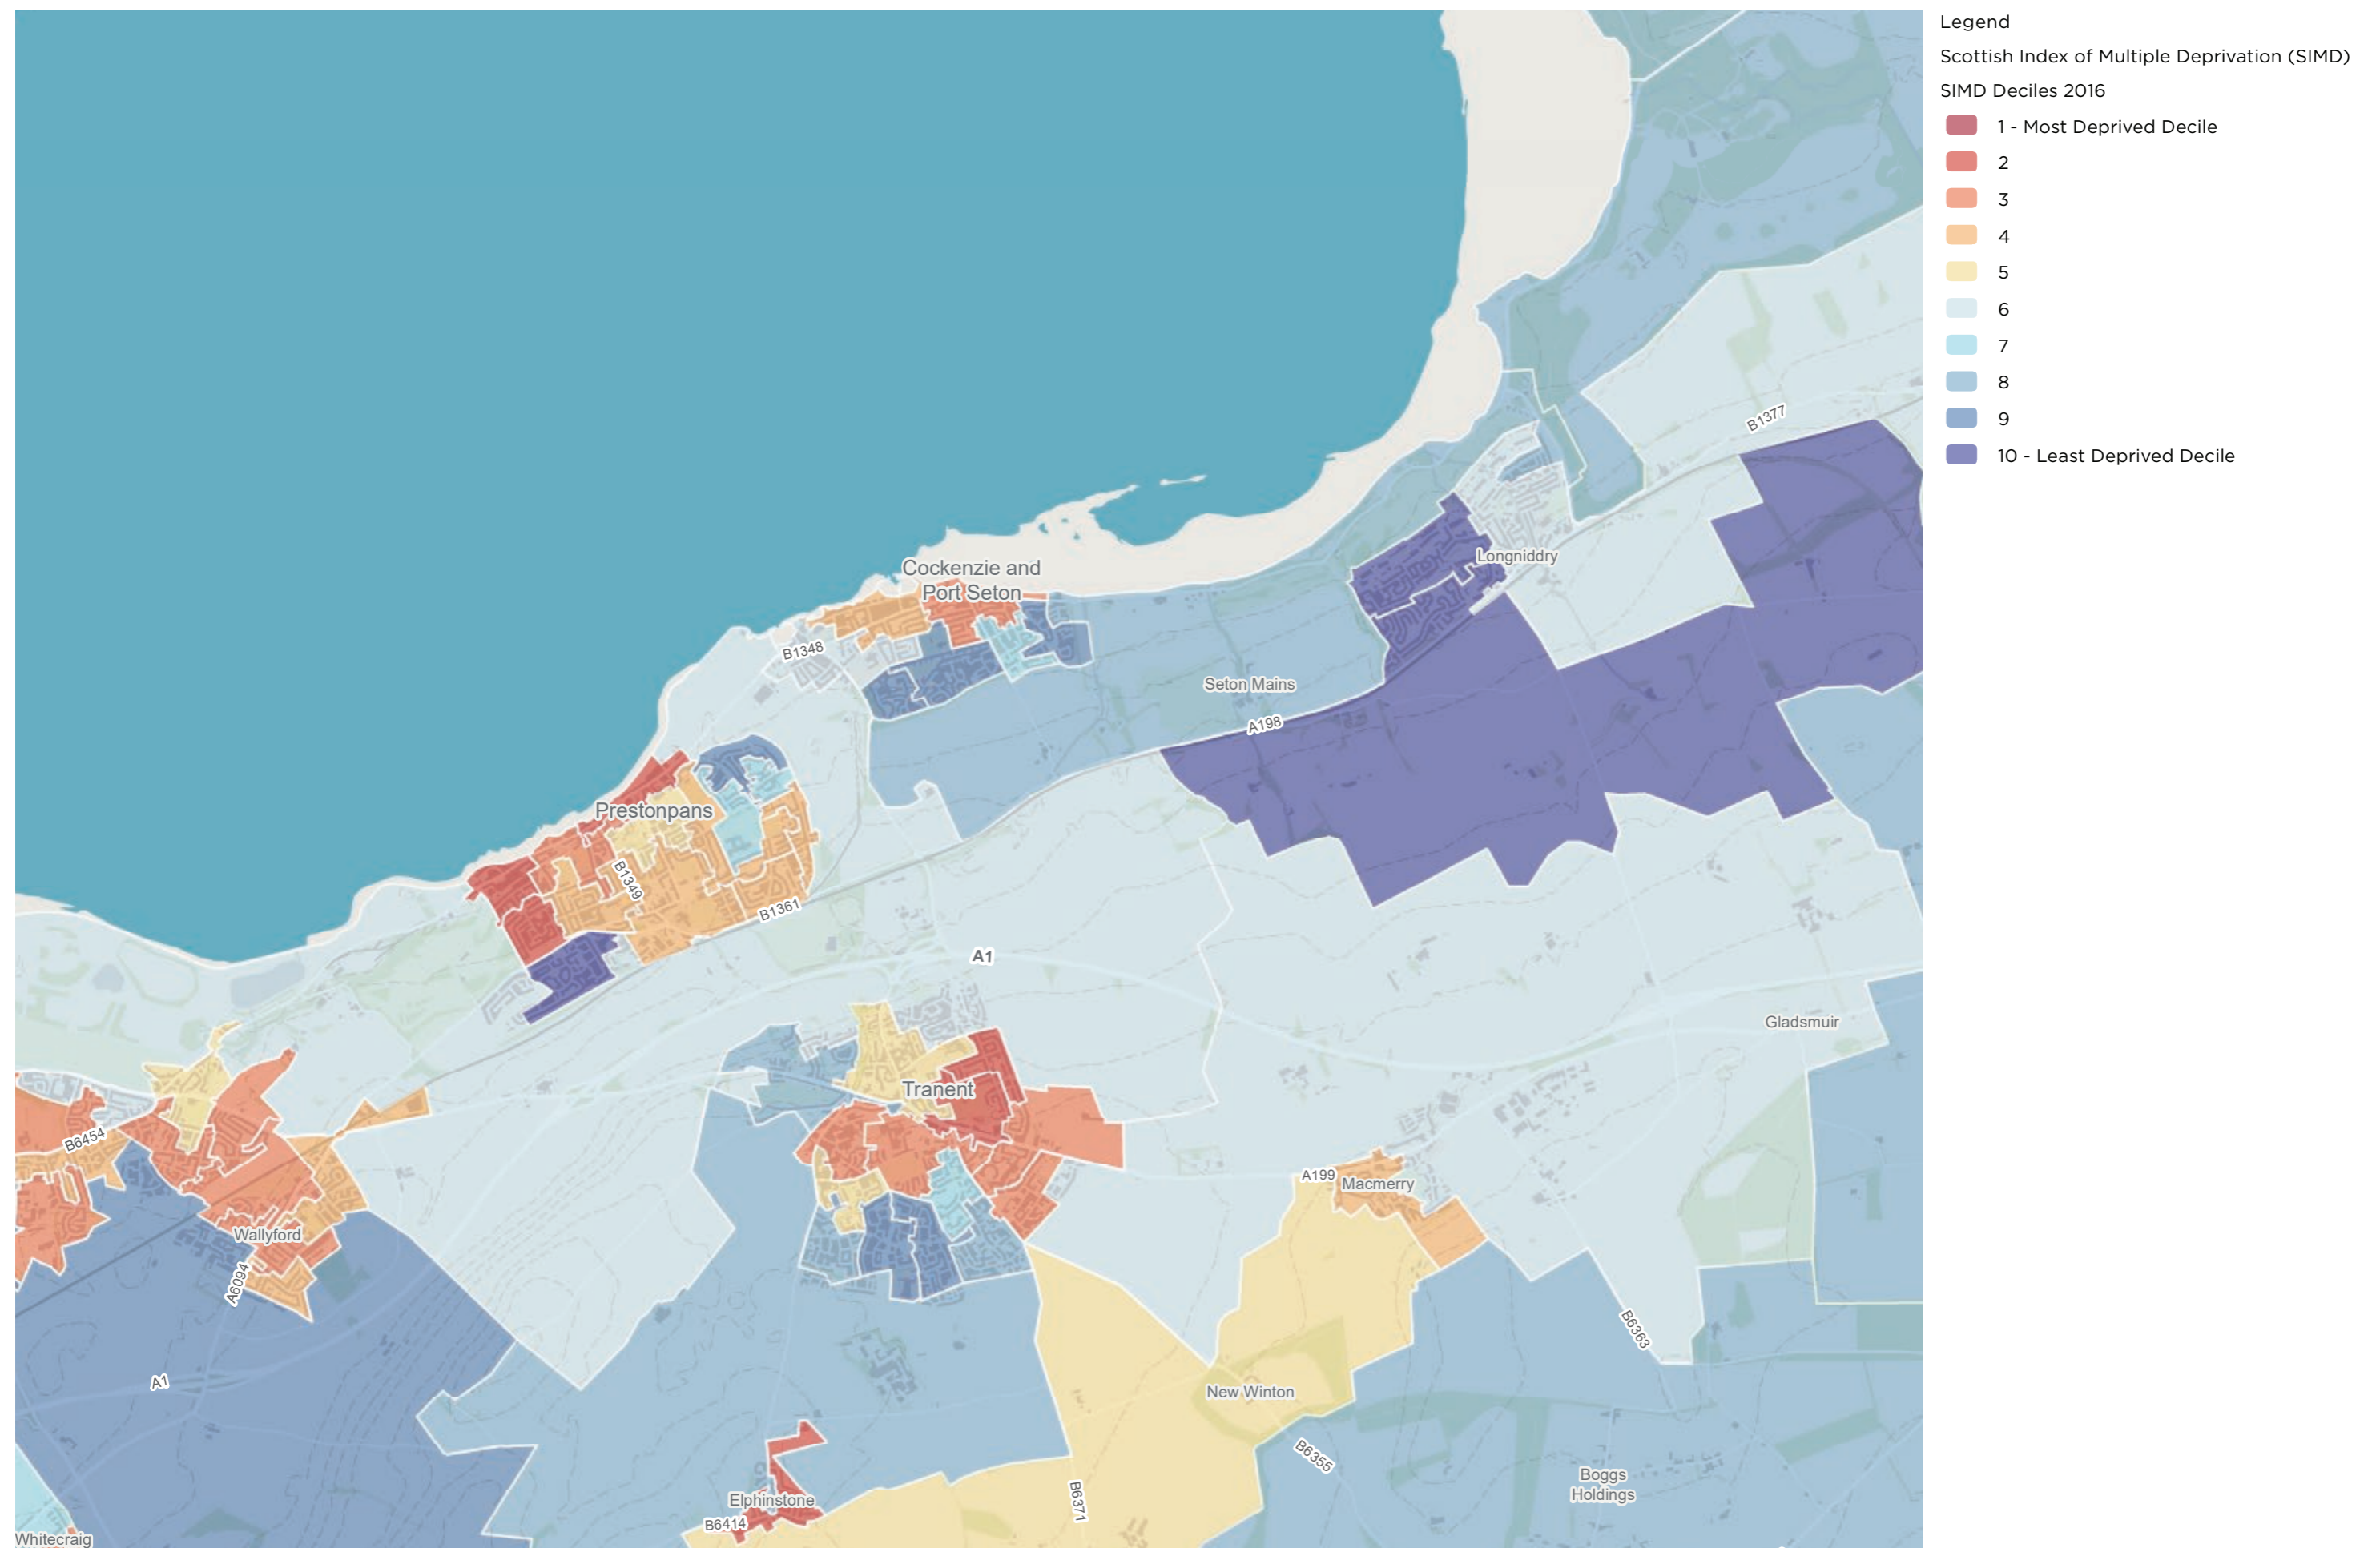 Legend
Scottish Index of Multiple Deprivation (SIMD)
SIMD Deciles 2016
1 - Most Deprived Decile
2
3
4
5
6
7
8
9
10 - Least Deprived Decile
B1377
Longniddry
Cockenzie and
Port Seton
B1348
Seton Mains
A198
Prestonpans
B1349
B1361
A1
Gladsmuir
Tranent
B6454
A199
Macmerry
Wallyford
A6094
B6363
A1
New Winton
B6355
Boggs
Holdings
Elphinstone
B6371
B6414
Whitecraig